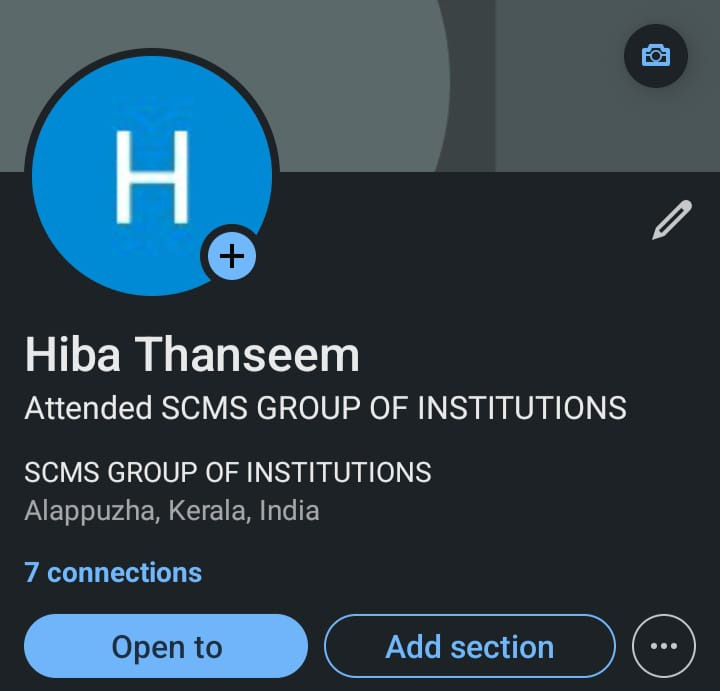 H
Hiba Thanseem
Attended SCMS GROUP OF INSTITUTIONS
SCMS GROUP OF INSTITUTIONS
Alappuzha, Kerala, India
7 connections
Open to
Add section